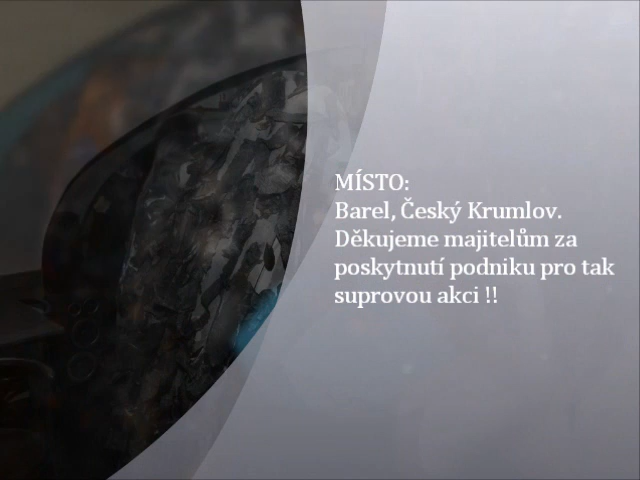 MÍSTO:
Barel, Český Krumlov.
Děkujeme majitelům za
poskytnutí podniku pro tak
suprovou akci !!